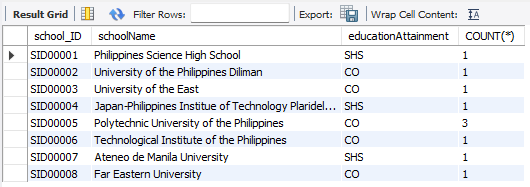 Result Grid Filter Rows: Export: Wrap Cell Content:
school_ID schoolName educationAttainment COUNT(*)
SID00001 Philippines Science High School SHS 1
SID00002 University of the Philippines Diliman CO 1
SID00003 University of the East CO 1
SID00004 Japan-Philippines Institue of Technology Plaridel... SHS 1
SID00005 Polytechnic University of the Philippines CO 3
SID00006 Technological Institute of the Philippines CO 1
SID00007 Ateneo de Manila University SHS 1
SID00008 Far Eastern University CO 1